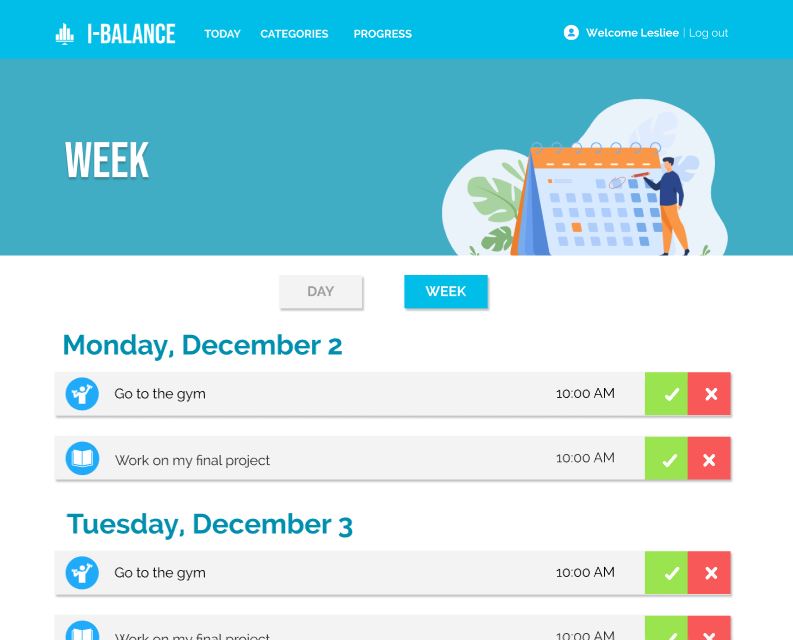 I-BALANCE
TODAY CATEGORIES PROGRESS
Welcome Lesliee | Log out
WEEK
DAY
WEEK
Monday, December 2
Go to the gym 10:00 AM
Work on my final project 10:00 AM
Tuesday, December 3
Go to the gym 10:00 AM
Work on my final project 10:00 AM